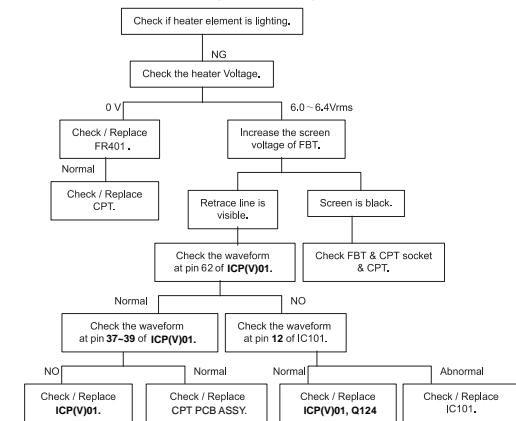 Check if heater element is lighting.
NG
Check the heater Voltage.
0 V
6.0~6.4Vrms
Check / Replace
FR401.
Increase the screen
voltage of FBT.
Normal
Check / Replace
CPT.
Retrace line is
visible.
Screen is black.
Check the waveform
at pin 62 of ICP(V)01.
Check FBT & CPT socket
& CPT.
Normal
NO
Check the waveform
at pin 37~39 of ICP(V)01.
Check the waveform
at pin 12 of IC101.
NO
Normal
Normal
Abnormal
Check / Replace
ICP(V)01.
Check / Replace
CPT PCB ASSY.
Check / Replace
ICP(V)01, Q124
Check / Replace
IC101.